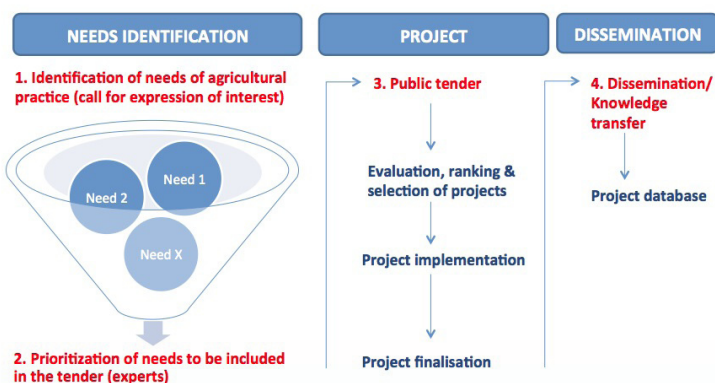 NEEDS IDENTIFICATION
1. Identification of needs of agricultural
practice (call for expression of interest)
Need 1
Need 2
Need X
2. Prioritization of needs to be included
in the tender (experts)
PROJECT
3. Public tender
Evaluation, ranking &
selection of projects
Project implementation
Project finalisation
DISSEMINATION
4. Dissemination/
Knowledge
transfer
Project database